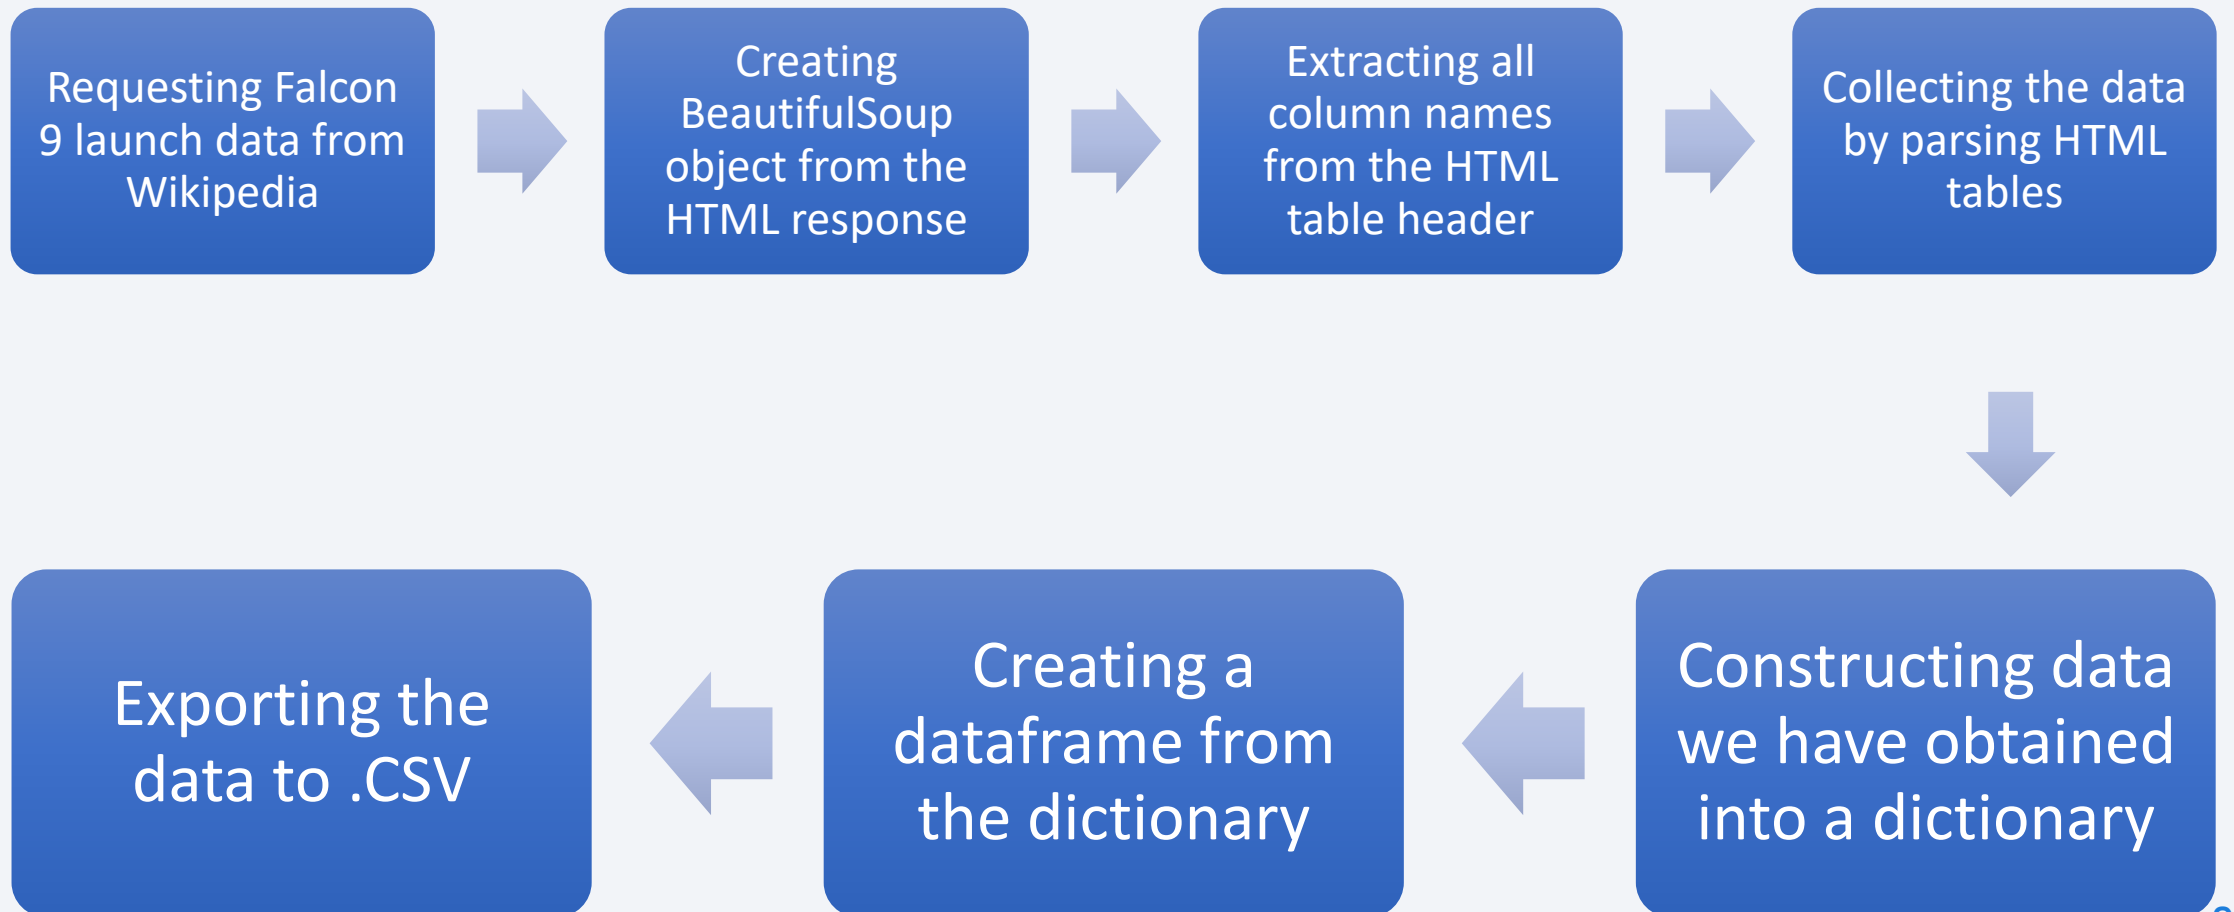 Requesting Falcon
9 launch data from
Wikipedia
Creating
BeautifulSoup
object from the
HTML response
Extracting all
column names
from the HTML
table header
Collecting the data
by parsing HTML
tables
Constructing data
we have obtained
into a dictionary
Creating a
dataframe from
the dictionary
Exporting the
data to .CSV